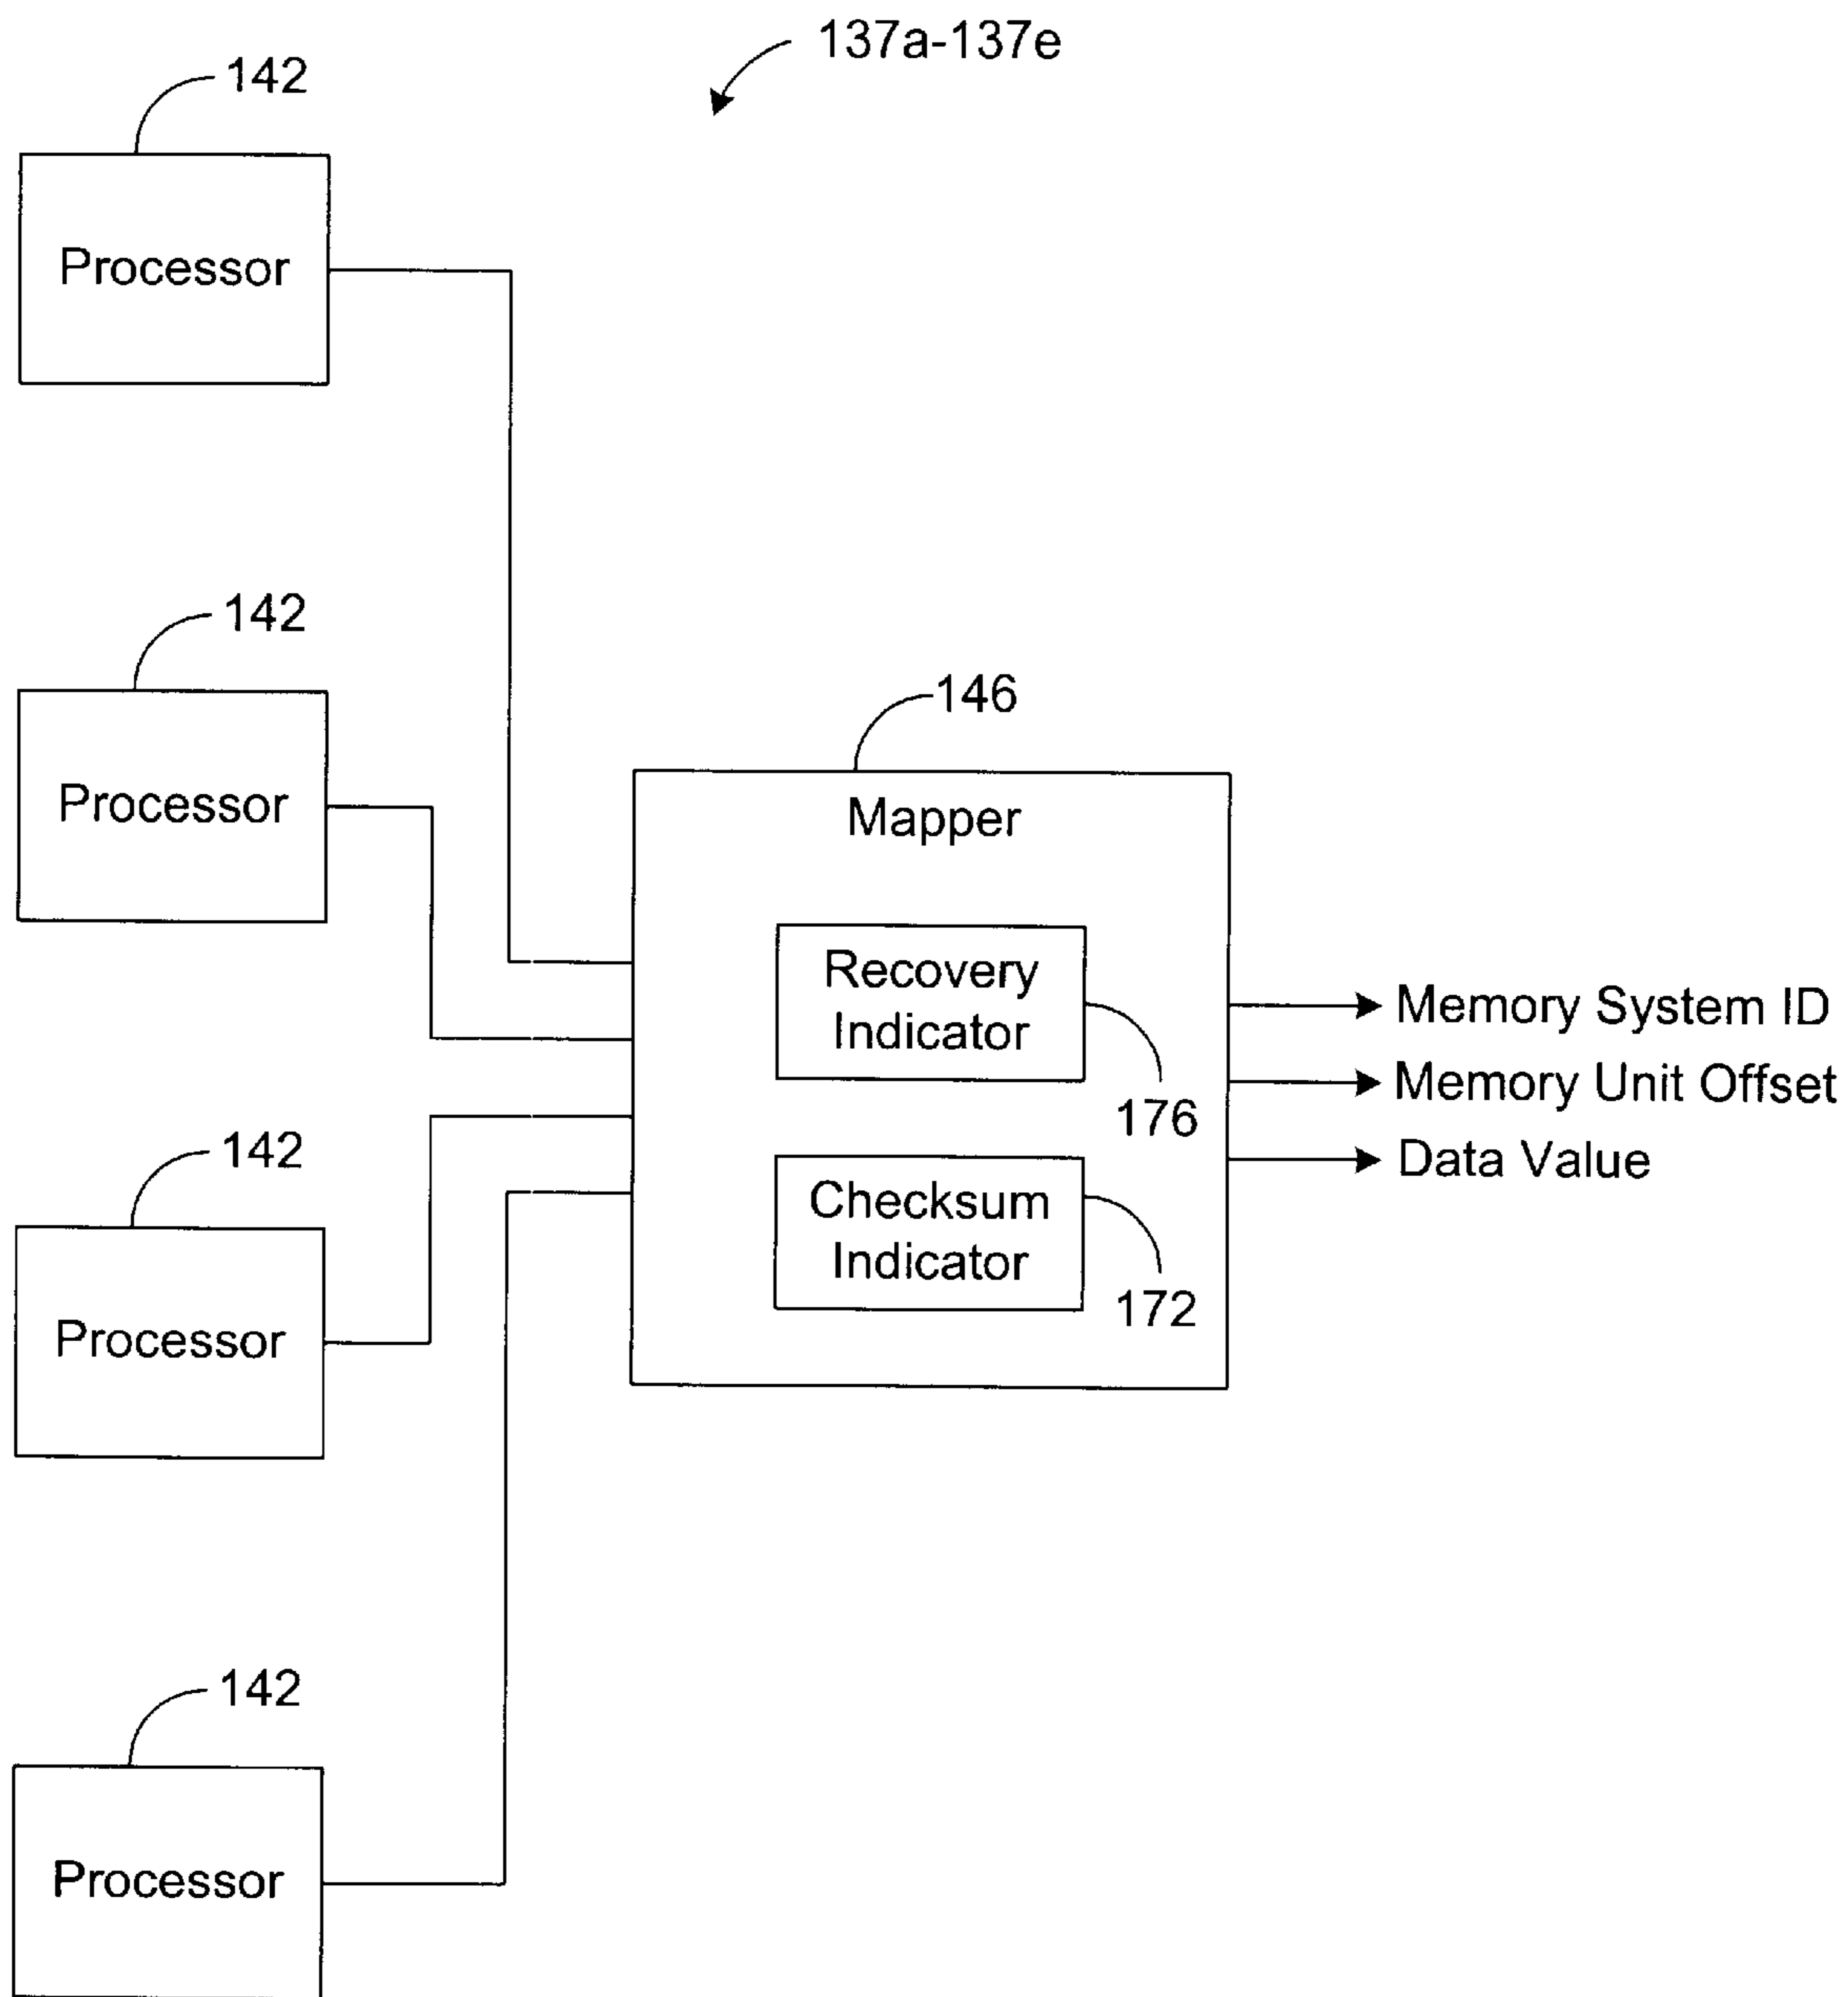 137a-137e
142
Processor
142
Processor
146
Mapper
Recovery
Indicator
176
Checksum
Indicator
172
Memory System ID
Memory Unit Offset
Data Value
142
Processor
142
Processor